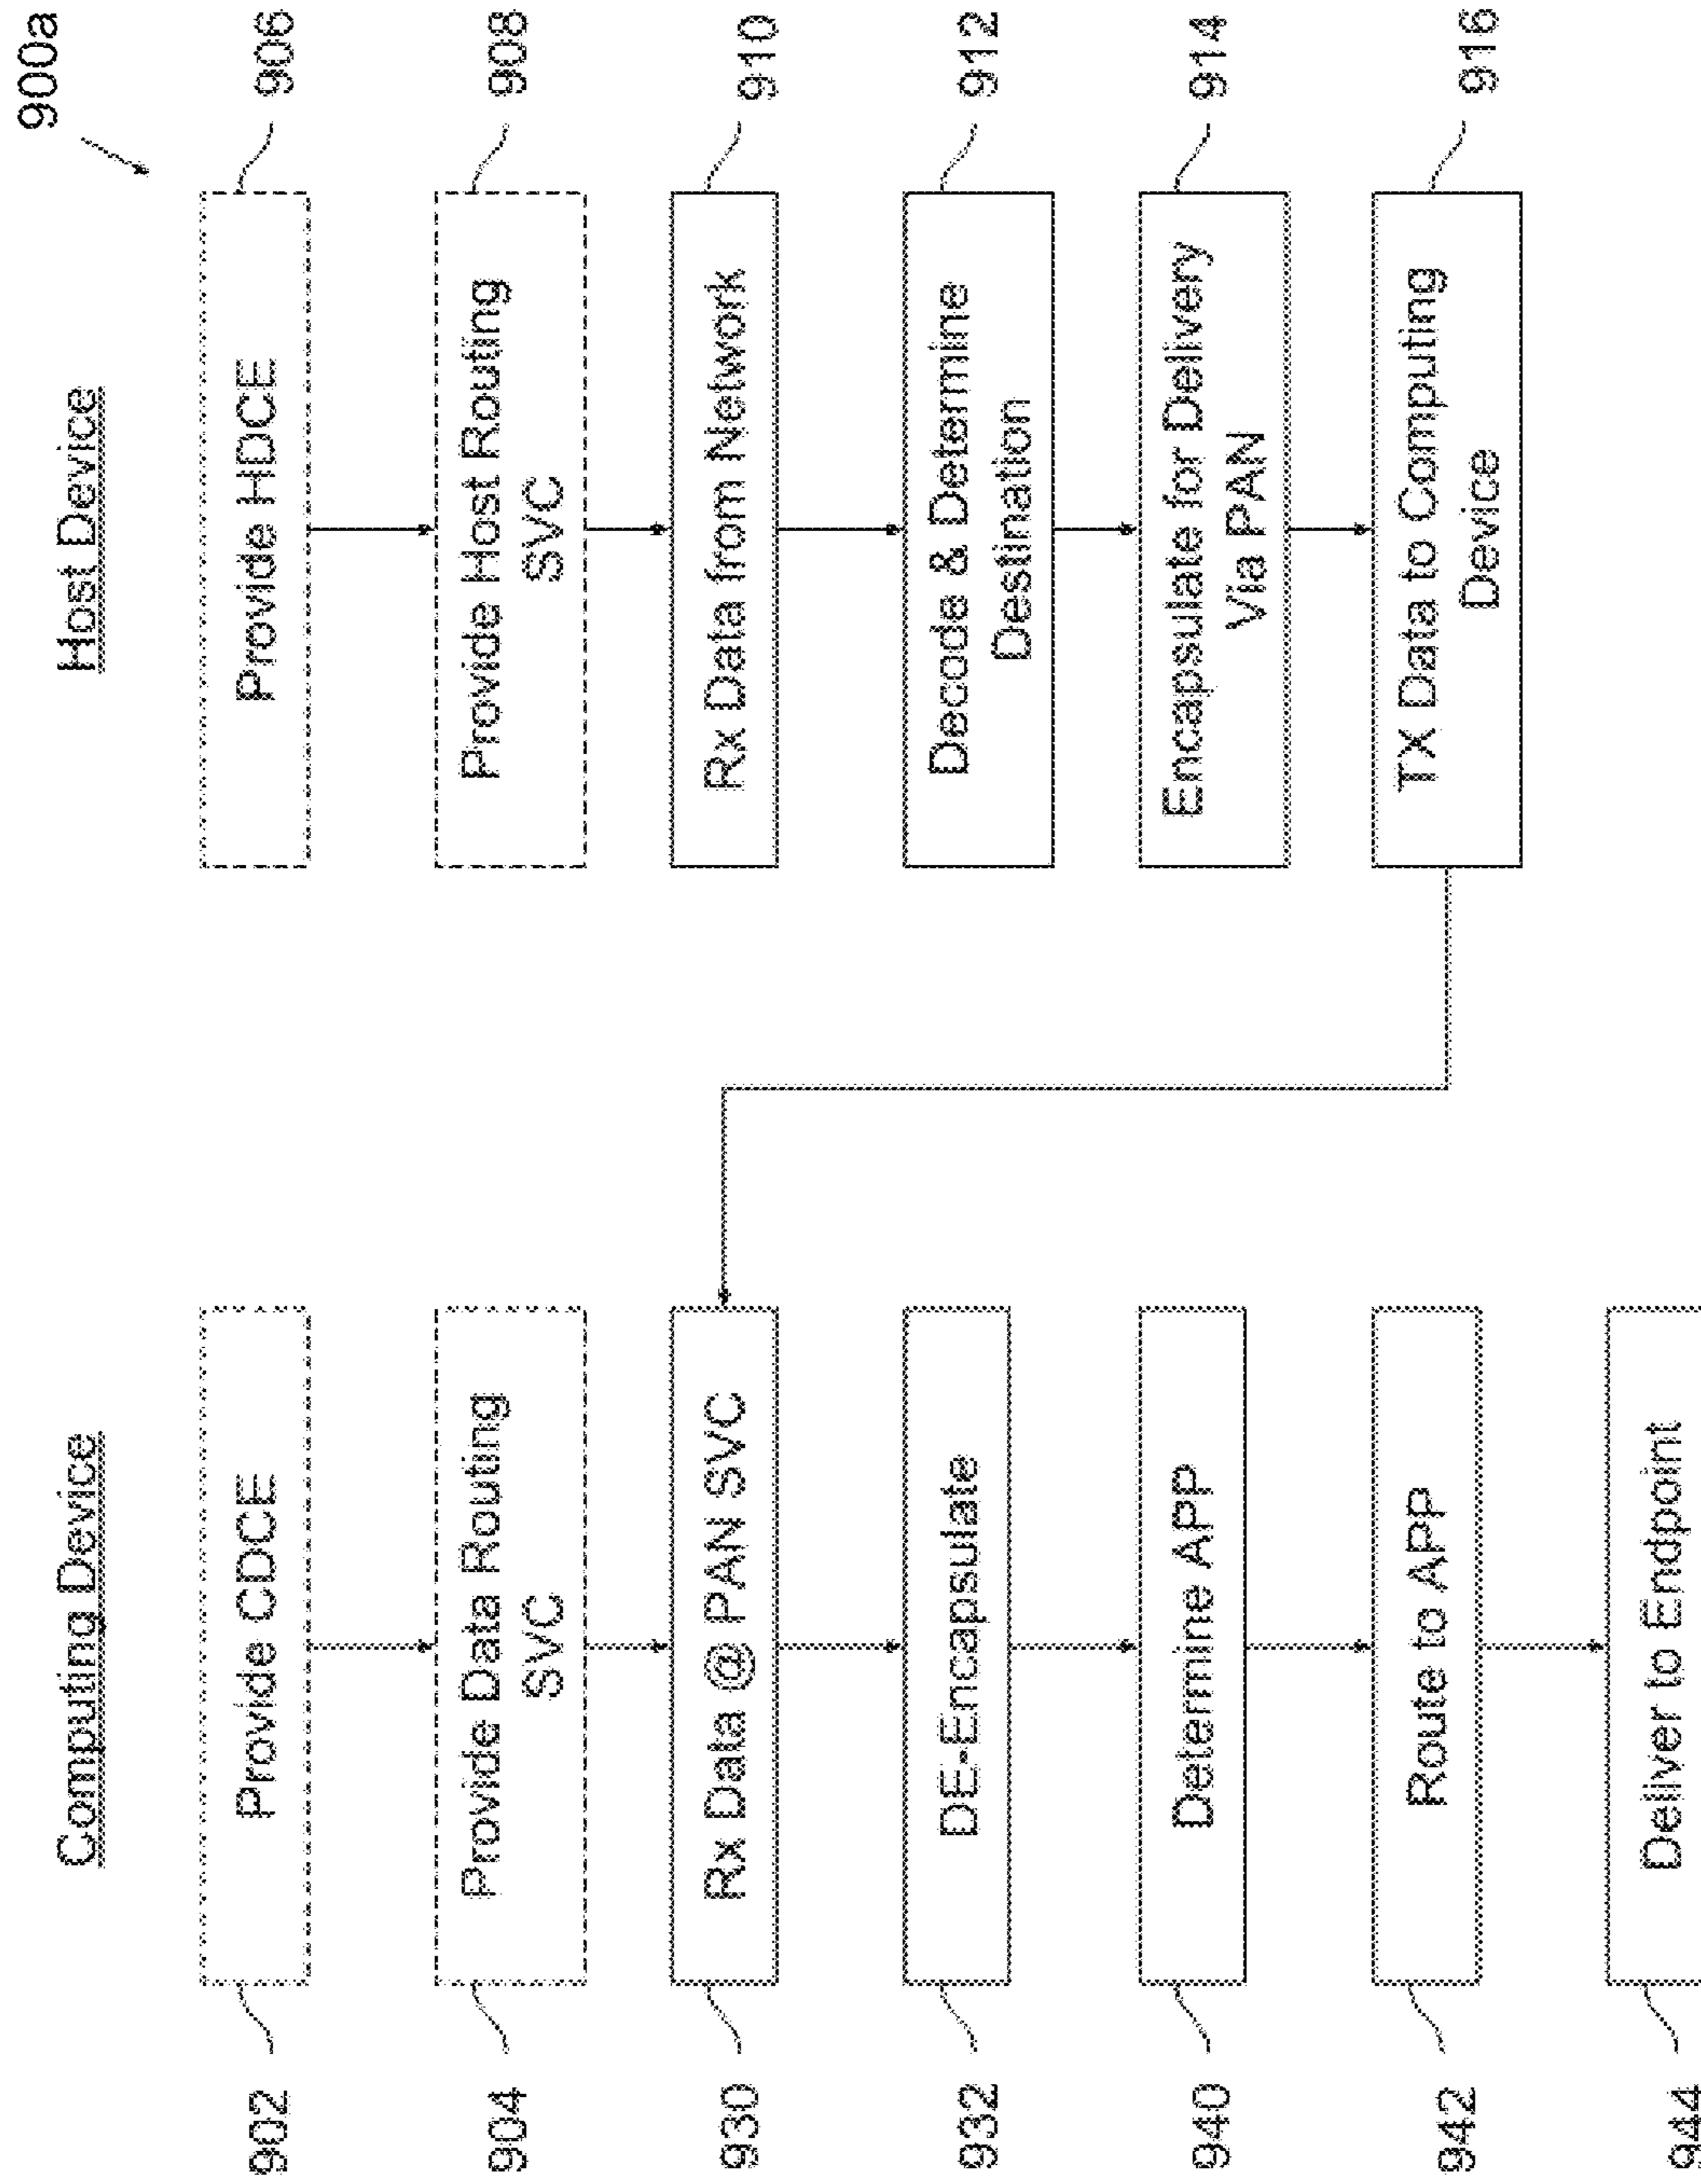 900a
Computing Device
Host Device
902
Provide CDCE
Provide HDCE
906
904
Provide Data Routing
SVC
Provide Host Routing
SVC
908
930
Rx Data @ PAN SVC
Rx Data from Network
910
932
DE-Encapsulate
Decode & Determine
Destination
912
940
Determine APP
Encapsulate for Delivery
Via PAN
914
942
Route to APP
TX Data to Computing
Device
916
944
Deliver to Endpoint